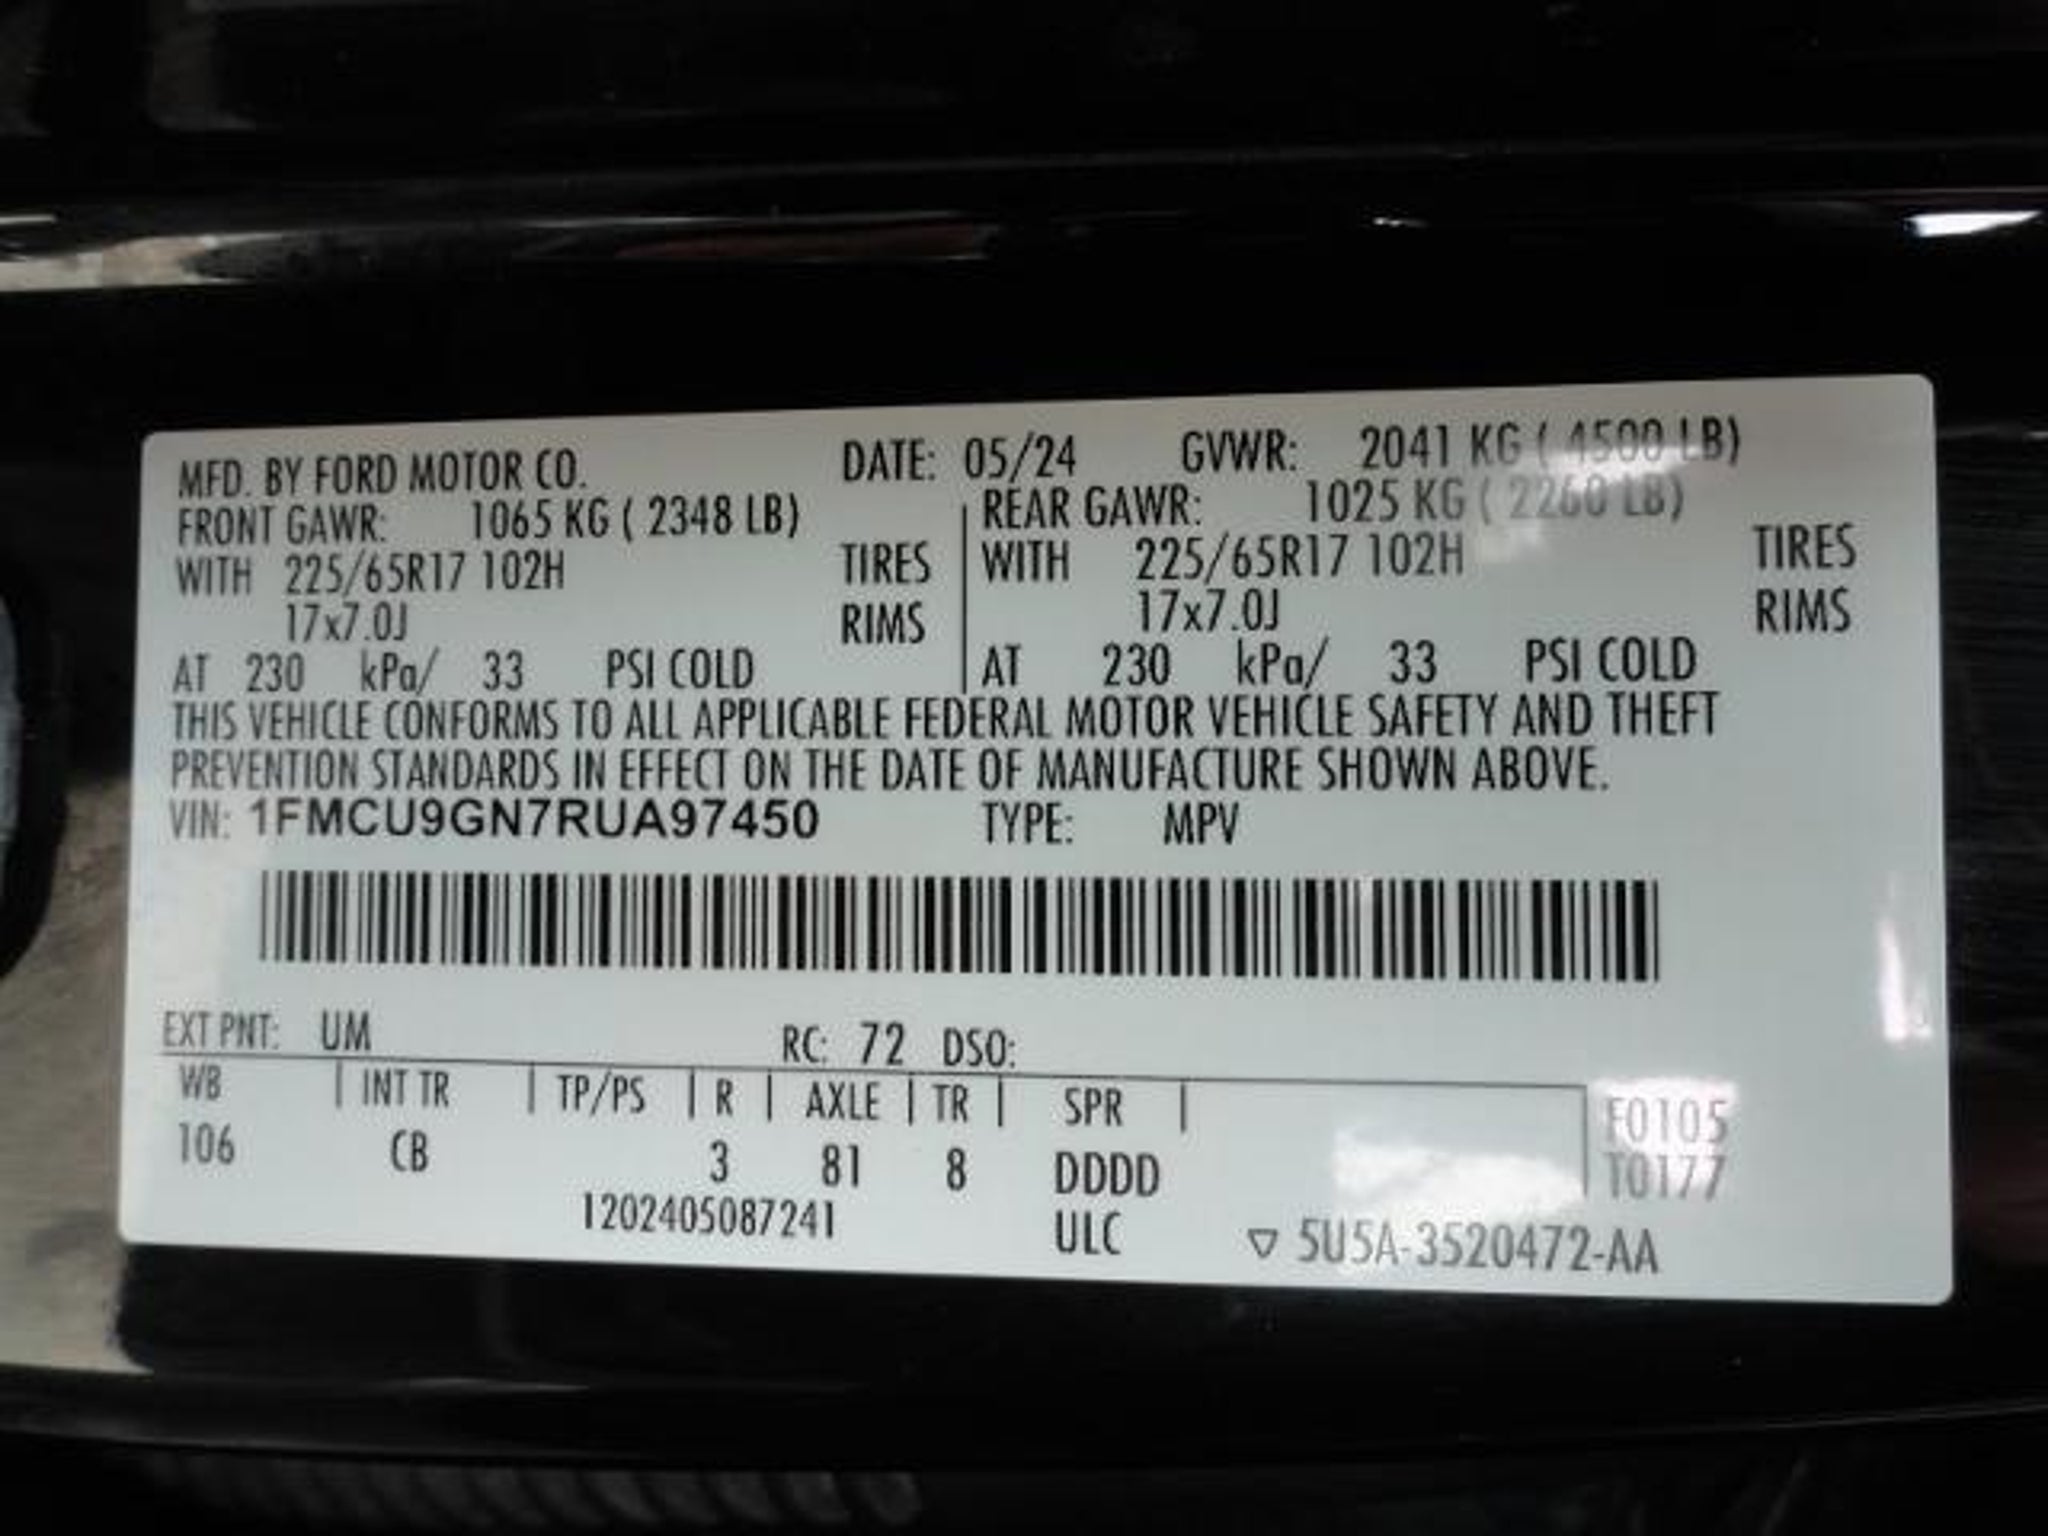 MFD. BY FORD MOTOR CO. DATE: 05/24 GVWR: 2041 KG ( 4500 LB)
FRONT GAWR: 1065 KG ( 2348 LB) REAR GAWR: 1025 KG ( 2260 LB)
WITH 225/65R17 102H TIRES WITH 225/65R17 102H TIRES
17x7.0J RIMS 17x7.0J RIMS
AT 230 kPa/ 33 PSI COLD AT 230 kPa/ 33 PSI COLD
THIS VEHICLE CONFORMS TO ALL APPLICABLE FEDERAL MOTOR VEHICLE SAFETY AND THEFT
PREVENTION STANDARDS IN EFFECT ON THE DATE OF MANUFACTURE SHOWN ABOVE.
VIN: 1FMCU9GN7RUA97450 TYPE: MPV
EXT PNT: UM RC: 72 DSO:
WB | INT TR | TP/PS | R | AXLE | TR | SPR | F0105
106 CB 3 81 8 DDDD T0177
1202405087241 ULC ▽ 5U5A-3520472-AA